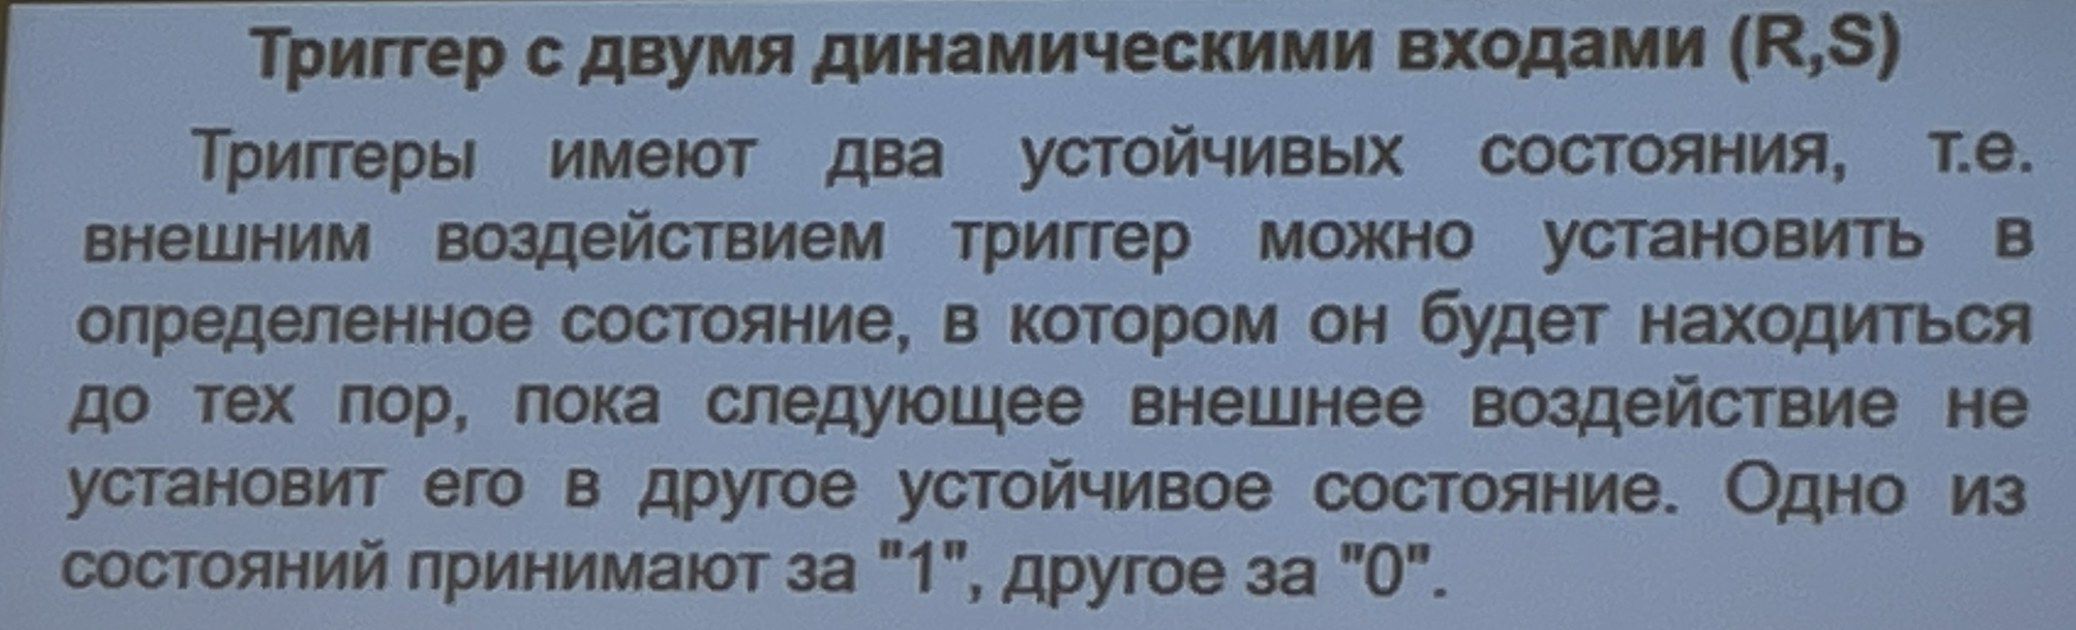 Триггер с двумя динамическими входами (R,S)
Триггеры имеют два устойчивых состояния, т.е.
внешним воздействием триггер можно установить в
определенное состояние, в котором он будет находиться
до тех пор, пока следующее внешнее воздействие не
установит его в другое устойчивое состояние. Одно из
состояний принимают за "1", другое за "0".